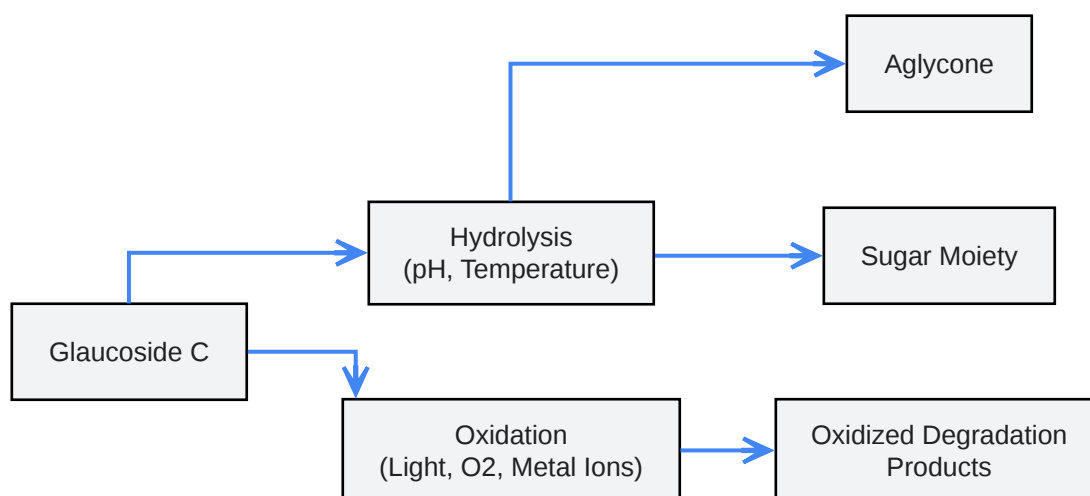 Aglycone
Hydrolysis
(pH, Temperature)
Sugar Moiety
Glaucoside C
Oxidation
(Light, O2, Metal Ions)
Oxidized Degradation
Products